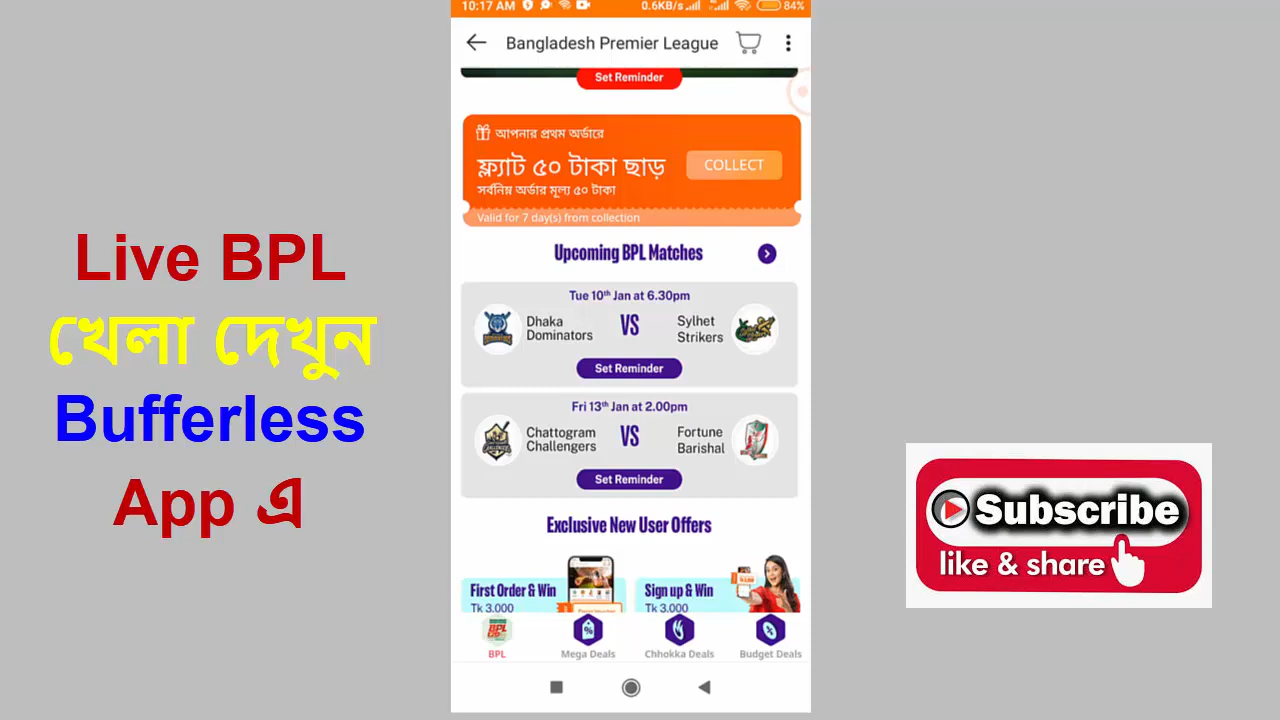 Live BPL
খেলা দেখুন
Bufferless
App এ
10:17 AM
0.6KB/s
84%
Bangladesh Premier League
Set Reminder
আপনার প্রথম অর্ডারে
ফ্ল্যাট ৫০ টাকা ছাড়
সর্বনিম্ন অর্ডার মূল্য ৫০ টাকা
COLLECT
Valid for 7 day(s) from collection
Upcoming BPL Matches
Tue 10th Jan at 6.30pm
Dhaka
Dominators
VS
Sylhet
Strikers
Set Reminder
Fri 13th Jan at 2.00pm
Chattogram
Challengers
VS
Fortune
Barishal
Set Reminder
Exclusive New User Offers
First Order & Win
Tk 3,000
Sign up & Win
Tk 3,000
BPL
Mega Deals
Chhokka Deals
Budget Deals
Subscribe
like & share